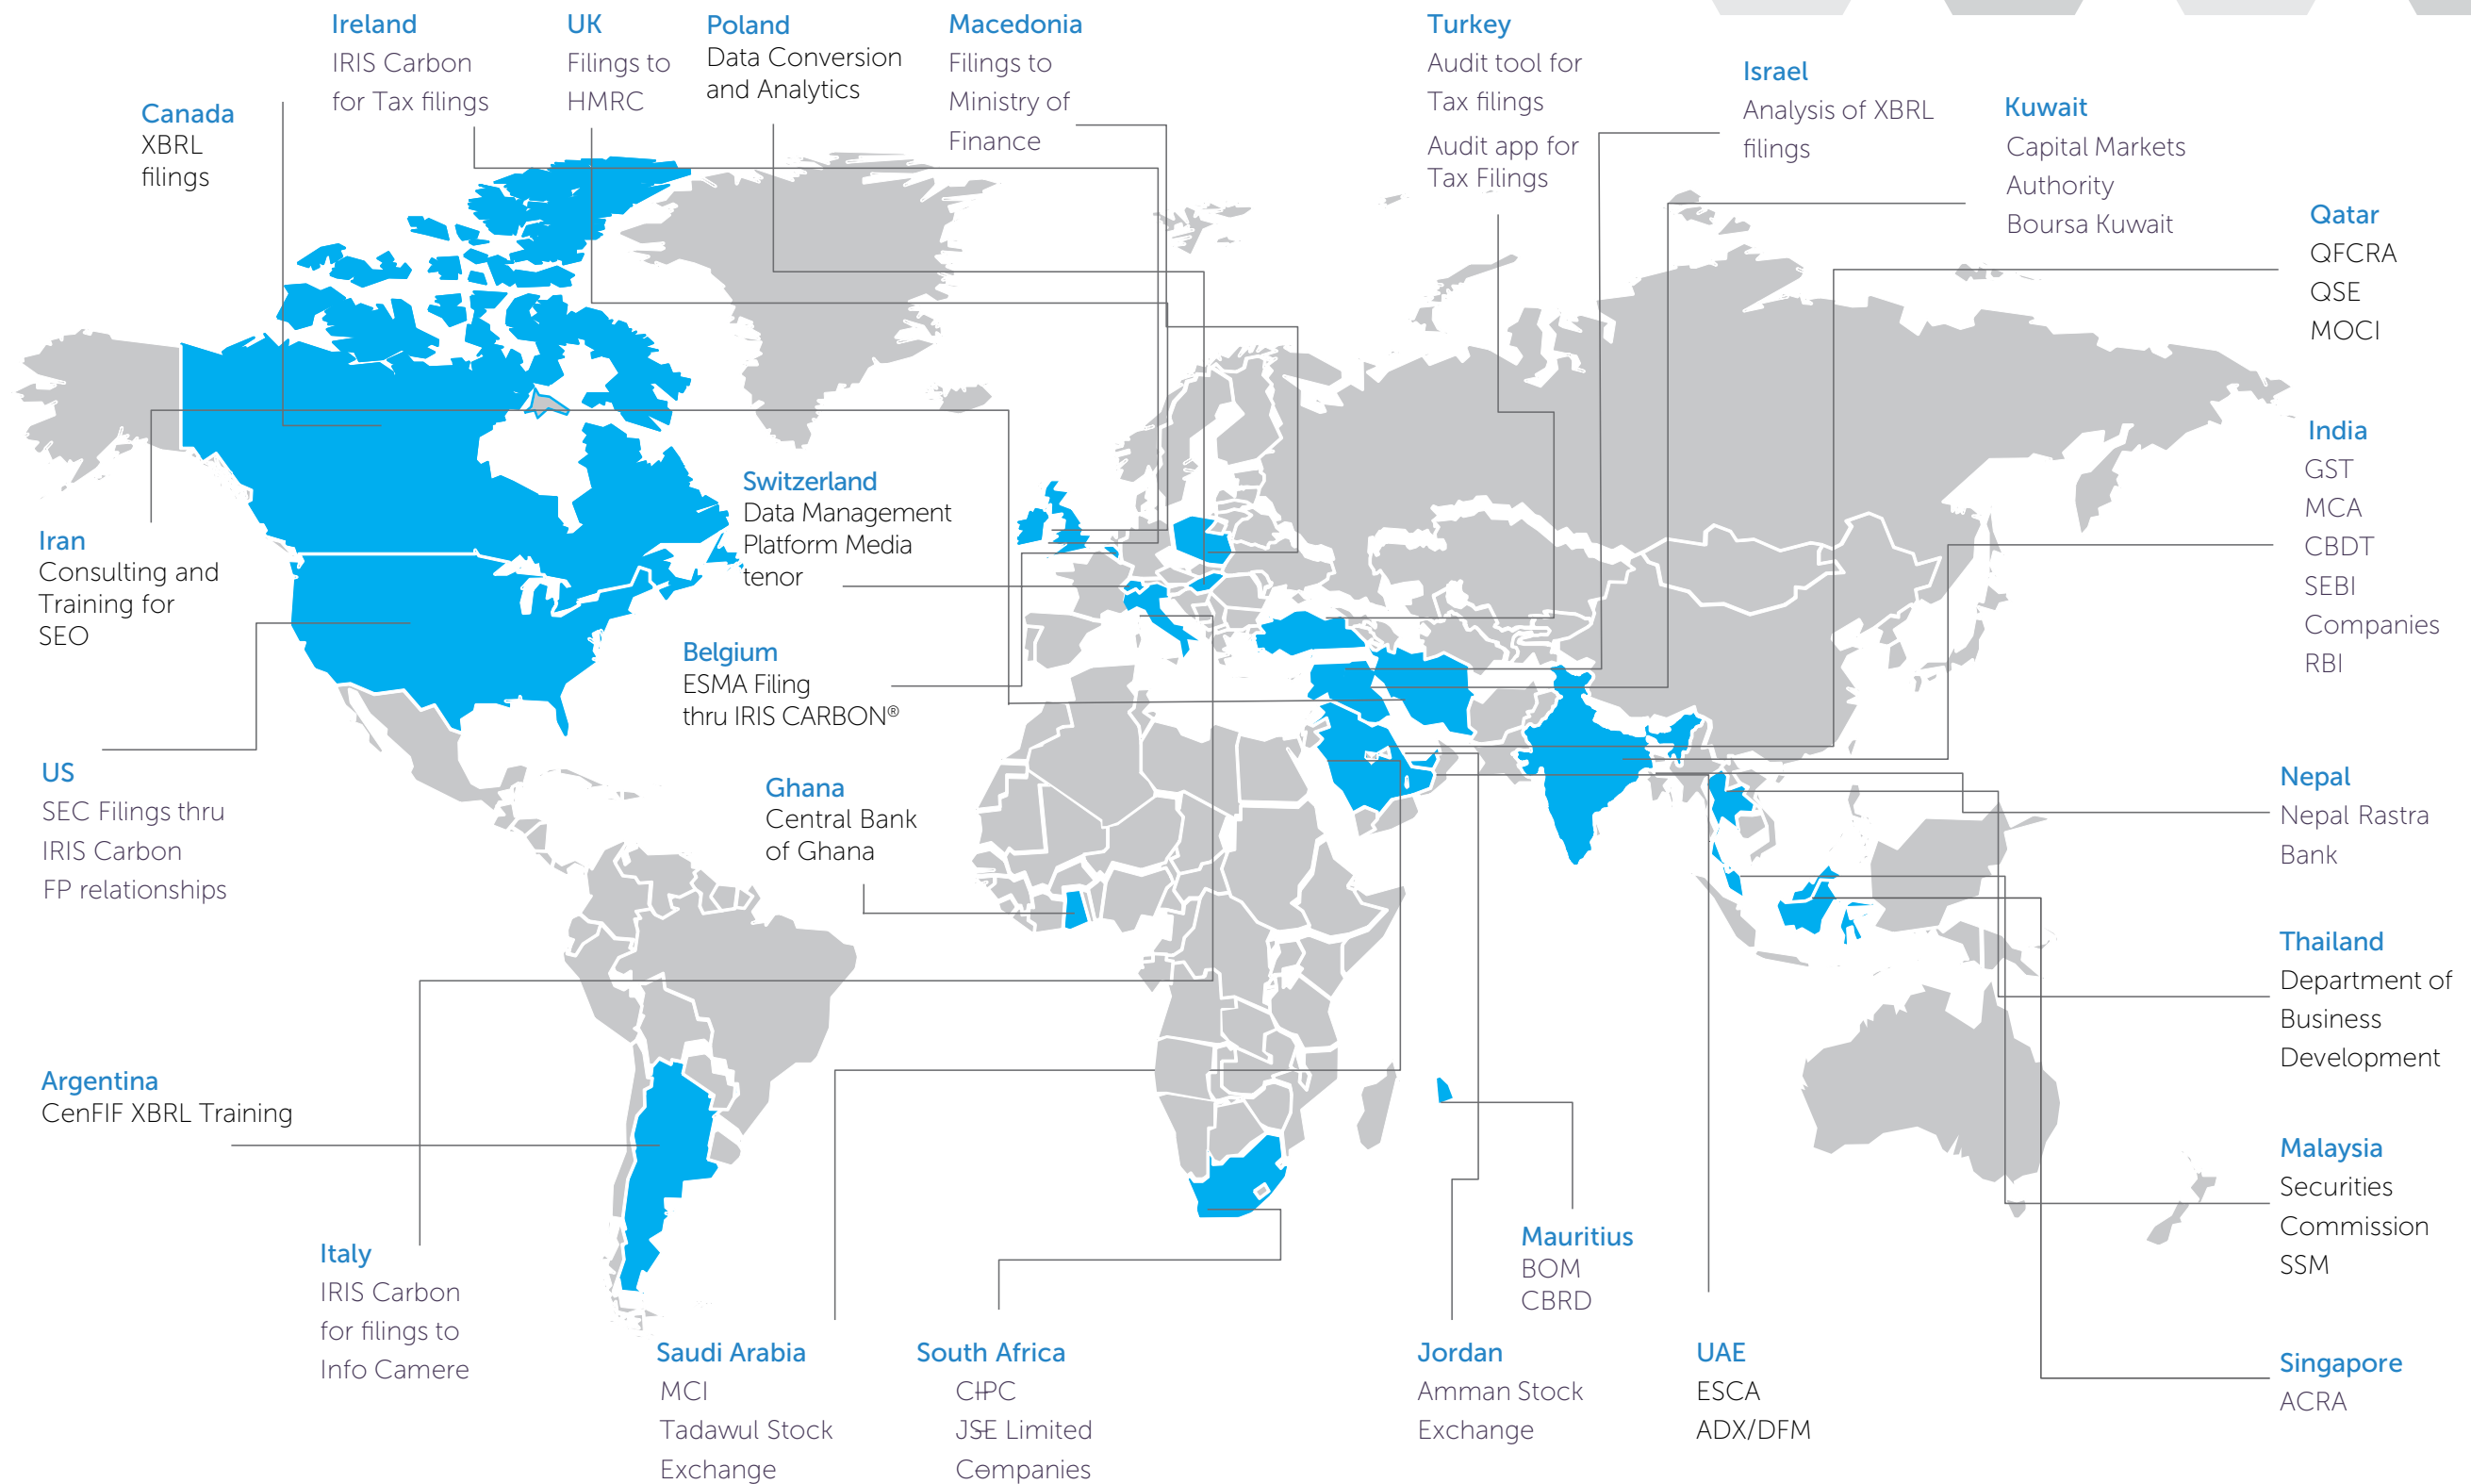 Ireland
IRIS Carbon
for Tax filings
UK
Filings to
HMRC
Poland
Data Conversion
and Analytics
Macedonia
Filings to
Ministry of
Finance
Turkey
Audit tool for
Tax filings
Audit app for
Tax Filings
Israel
Analysis of XBRL
filings
Kuwait
Capital Markets
Authority
Boursa Kuwait
Canada
XBRL
filings
Qatar
QFCRA
QSE
MOCI
India
GST
MCA
CBDT
SEBI
Companies
RBI
Switzerland
Data Management
Platform Media
tenor
Iran
Consulting and
Training for
SEO
Belgium
ESMA Filing
thru IRIS CARBON®
US
SEC Filings thru
IRIS Carbon
FP relationships
Ghana
Central Bank
of Ghana
Nepal
Nepal Rastra
Bank
Thailand
Department of
Business
Development
Argentina
CenFIF XBRL Training
Malaysia
Securities
Commission
SSM
Italy
IRIS Carbon
for filings to
Info Camere
Mauritius
BOM
CBRD
Saudi Arabia
MCI
Tadawul Stock
Exchange
South Africa
CIPC
JSE Limited
Companies
Jordan
Amman Stock
Exchange
UAE
ESCA
ADX/DFM
Singapore
ACRA